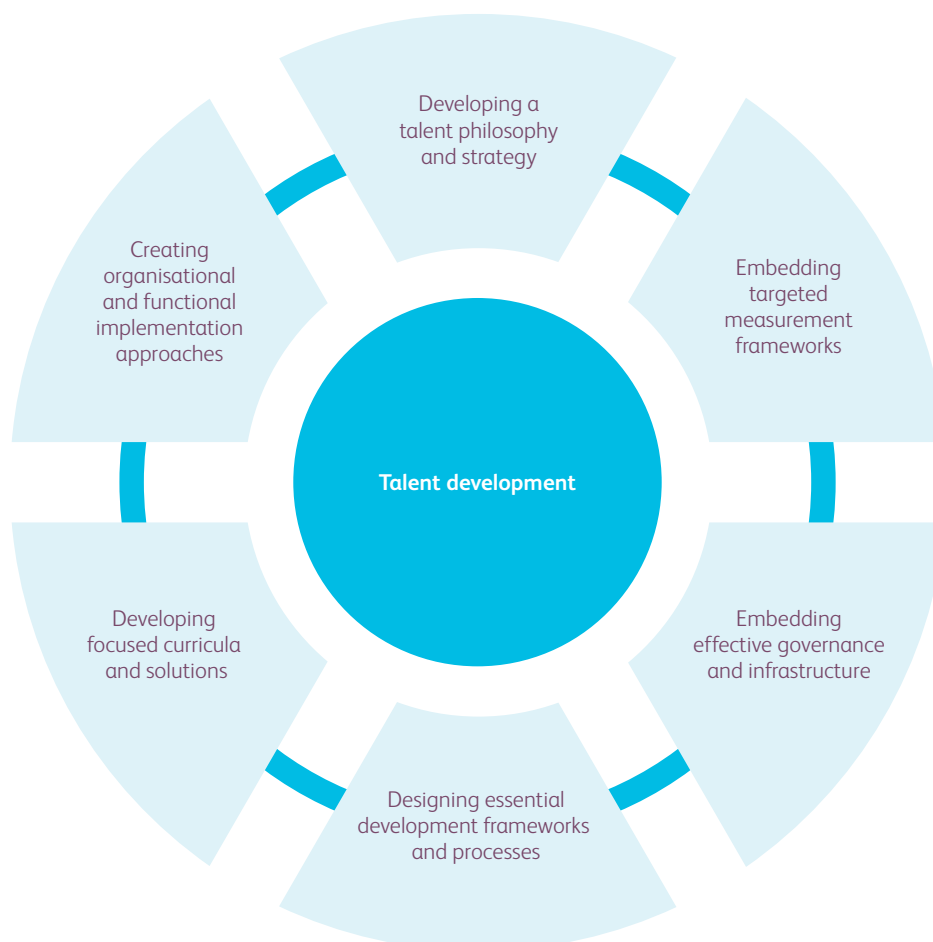 Developing a
talent philosophy
and strategy
Embedding
targeted
measurement
frameworks
Embedding
effective governance
and infrastructure
Designing essential
development frameworks
and processes
Developing
focused curricula
and solutions
Creating
organisational
and functional
implementation
approaches
Talent development